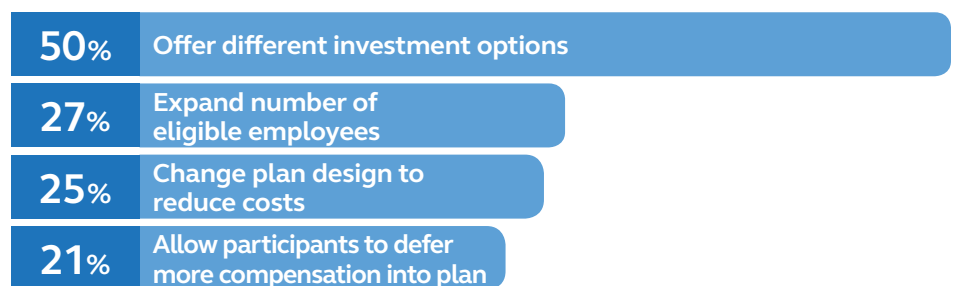 50% Offer different investment options
27% Expand number of
eligible employees
25% Change plan design to
reduce costs
21% Allow participants to defer
more compensation into plan